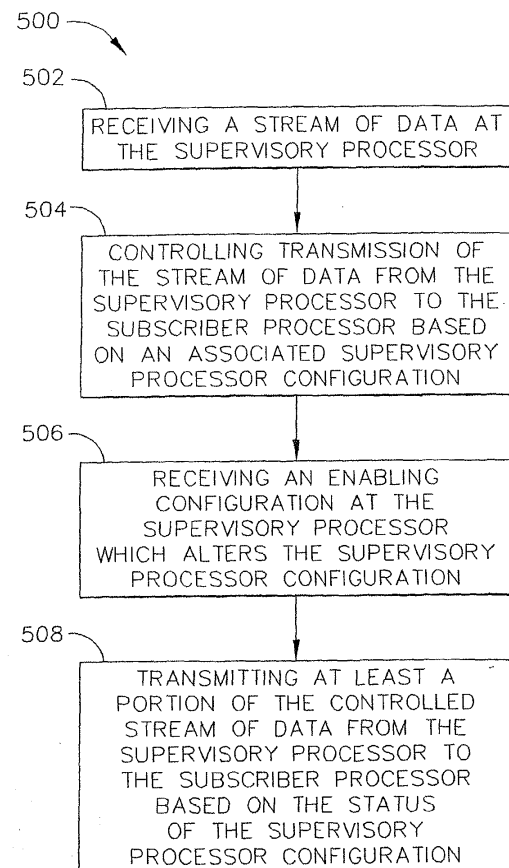 500
502
RECEIVING A STREAM OF DATA AT
THE SUPERVISORY PROCESSOR
504
CONTROLLING TRANSMISSION OF
THE STREAM OF DATA FROM THE
SUPERVISORY PROCESSOR TO THE
SUBSCRIBER PROCESSOR BASED
ON AN ASSOCIATED SUPERVISORY
PROCESSOR CONFIGURATION
506
RECEIVING AN ENABLING
CONFIGURATION AT THE
SUPERVISORY PROCESSOR
WHICH ALTERS THE SUPERVISORY
PROCESSOR CONFIGURATION
508
TRANSMITTING AT LEAST A
PORTION OF THE CONTROLLED
STREAM OF DATA FROM THE
SUPERVISORY PROCESSOR TO
THE SUBSCRIBER PROCESSOR
BASED ON THE STATUS
OF THE SUPERVISORY
PROCESSOR CONFIGURATION